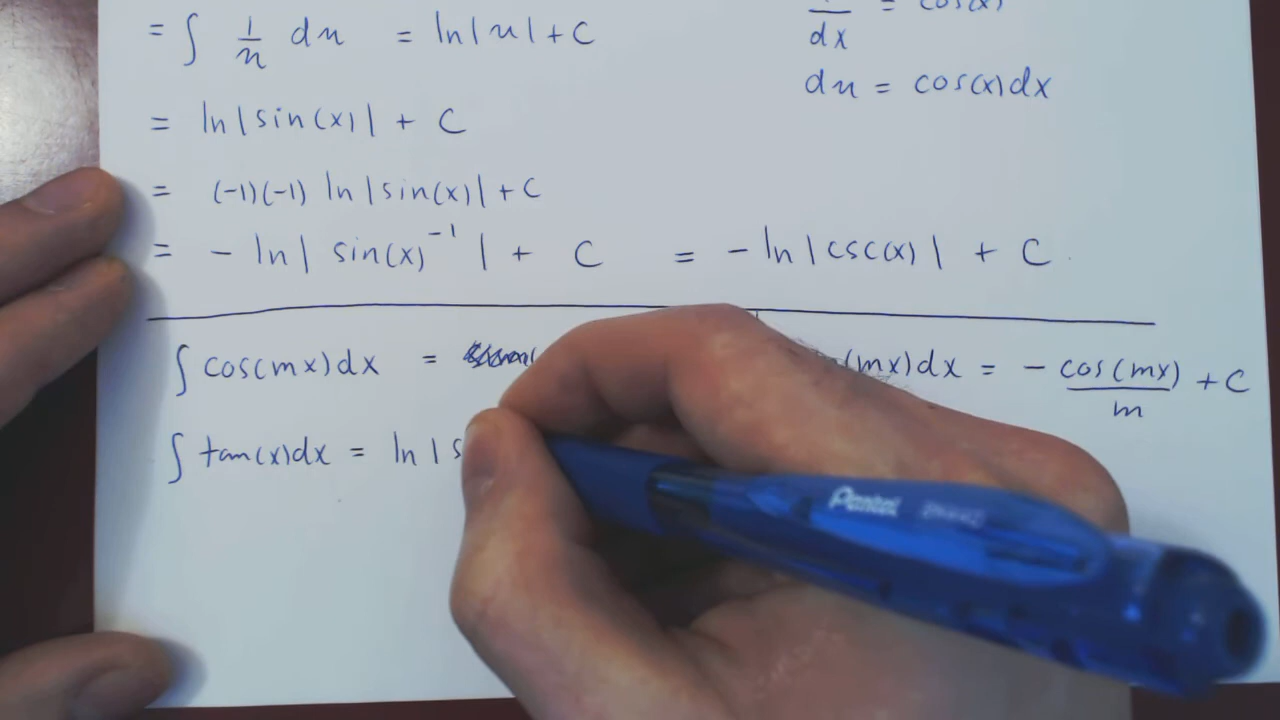 = ∫ 1/u du = ln|u| + C
dx = cos(x)
du = cos(x)dx
= ln|sin(x)| + C
= (-1)(-1) ln|sin(x)| + C
= - ln| sin(x)^-1 | + C = - ln|csc(x)| + C
∫ cos(mx)dx = (mx)dx = - cos(mx)/m + C
∫ tan(x)dx = ln|s
Pentel